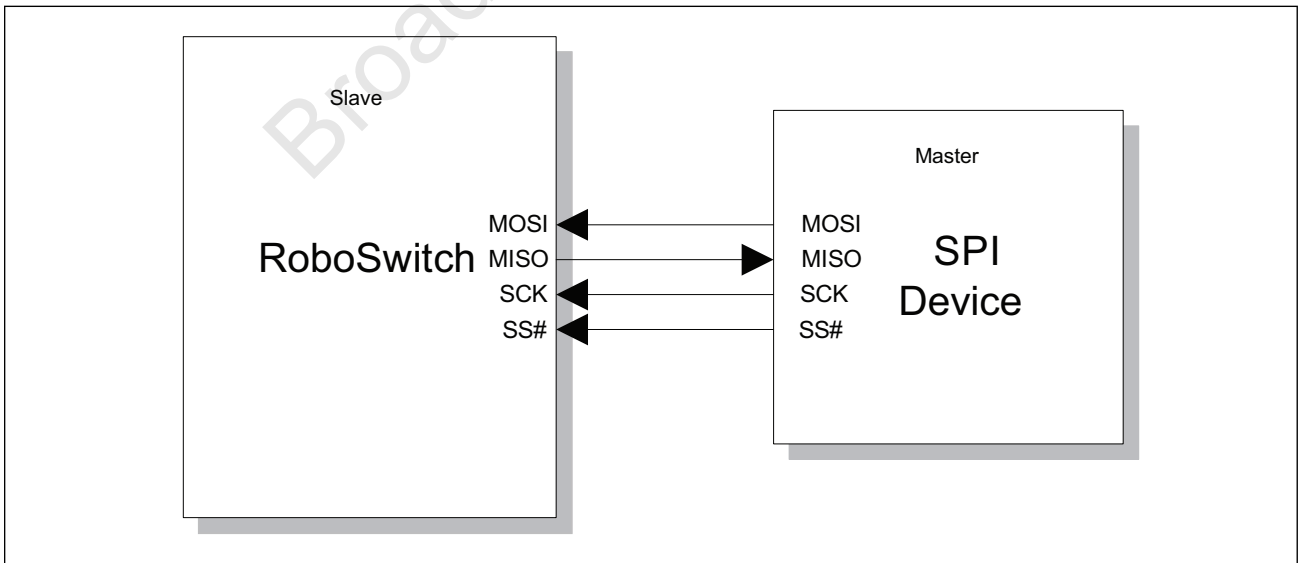 Slave
RoboSwitch
MOSI
MISO
SCK
SS#
Master
MOSI
MISO
SCK
SS#
SPI
Device